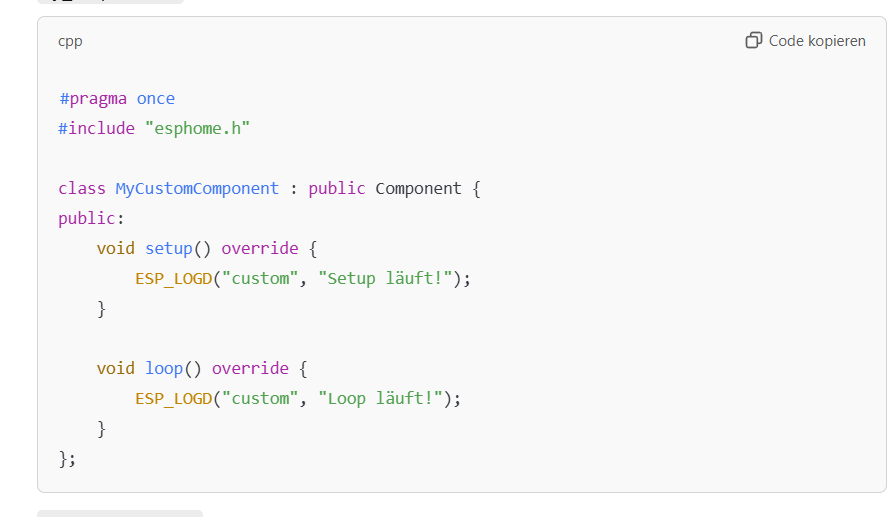 cpp
Code kopieren
#pragma once
#include "esphome.h"
class MyCustomComponent : public Component {
public:
    void setup() override {
        ESP_LOGD("custom", "Setup läuft!");
    }
    void loop() override {
        ESP_LOGD("custom", "Loop läuft!");
    }
};